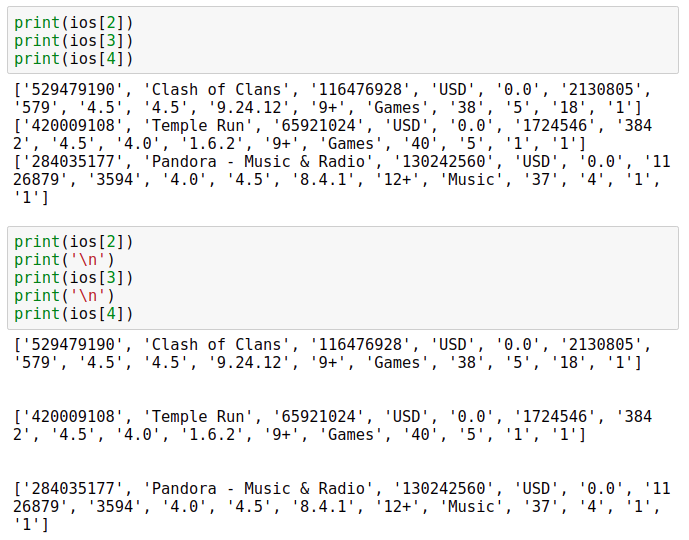 print(ios[2])
print(ios[3])
print(ios[4])
['529479190', 'Clash of Clans', '116476928', 'USD', '0.0', '2130805',
'579', '4.5', '4.5', '9.24.12', '9+', 'Games', '38', '5', '18', '1']
['420009108', 'Temple Run', '65921024', 'USD', '0.0', '1724546', '384
2', '4.5', '4.0', '1.6.2', '9+', 'Games', '40', '5', '1', '1']
['284035177', 'Pandora - Music & Radio', '130242560', 'USD', '0.0', '11
26879', '3594', '4.0', '4.5', '8.4.1', '12+', 'Music', '37', '4', '1',
'1']
print(ios[2])
print('\n')
print(ios[3])
print('\n')
print(ios[4])
['529479190', 'Clash of Clans', '116476928', 'USD', '0.0', '2130805',
'579', '4.5', '4.5', '9.24.12', '9+', 'Games', '38', '5', '18', '1']
['420009108', 'Temple Run', '65921024', 'USD', '0.0', '1724546', '384
2', '4.5', '4.0', '1.6.2', '9+', 'Games', '40', '5', '1', '1']
['284035177', 'Pandora - Music & Radio', '130242560', 'USD', '0.0', '11
26879', '3594', '4.0', '4.5', '8.4.1', '12+', 'Music', '37', '4', '1',
'1']